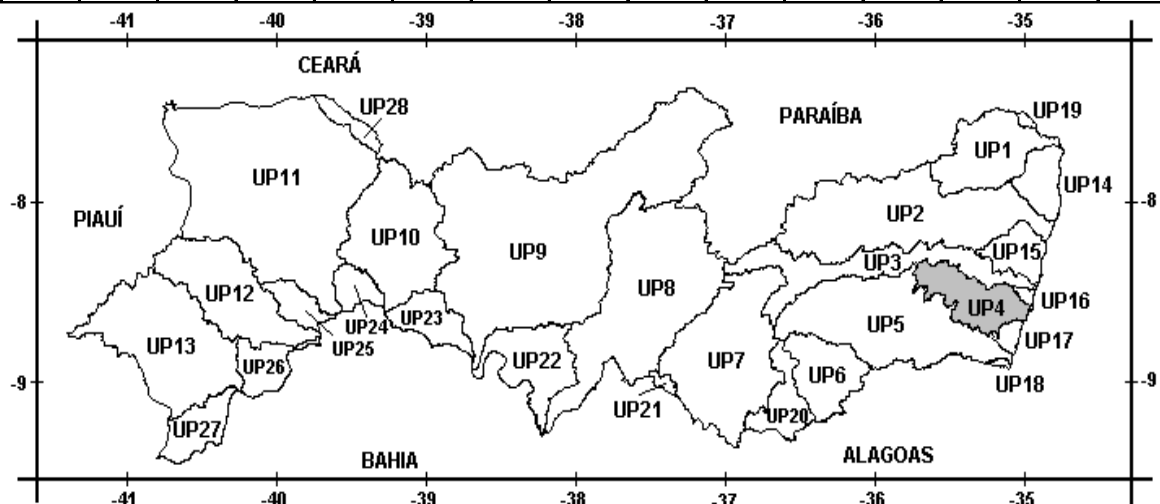 -41 -40 -39 -38 -37 -36 -35
CEARÁ
UP28
PARAÍBA
UP19
UP1
UP11
UP14
-8 -8
PIAUÍ
UP2
UP10
UP15
UP9
UP3
UP12
UP8
UP4
UP16
UP24
UP23
UP5
UP17
UP13
UP25
UP22
UP7
UP26
UP6
UP18
-9 -9
UP21
UP20
UP27
BAHIA
ALAGOAS
-41 -40 -39 -38 -37 -36 -35